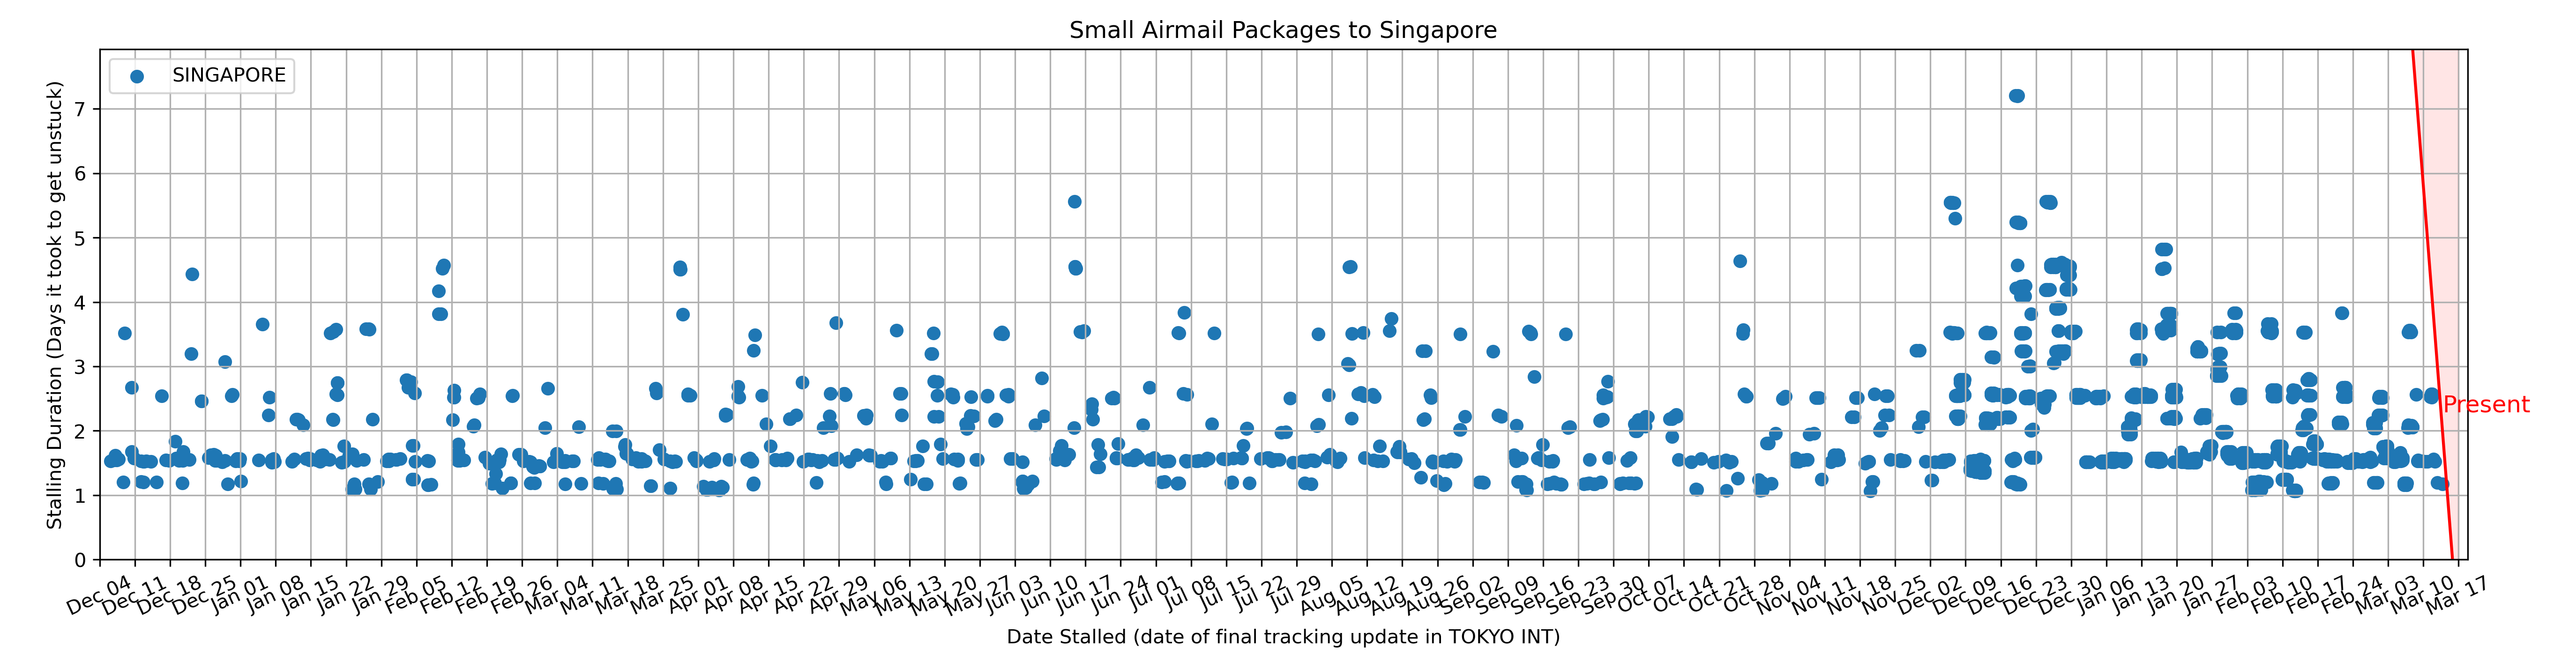 Small Airmail Packages to Singapore
SINGAPORE
7
6
5
4
3
2
1
0
Stalling Duration (Days it took to get unstuck)
Present
Dec 04
Dec 11
Dec 18
Dec 25
Jan 01
Jan 08
Jan 15
Jan 22
Jan 29
Feb 05
Feb 12
Feb 19
Feb 26
Mar 04
Mar 11
Mar 18
Mar 25
Apr 01
Apr 08
Apr 15
Apr 22
Apr 29
May 06
May 13
May 20
May 27
Jun 03
Jun 10
Jun 17
Jun 24
Jul 01
Jul 08
Jul 15
Jul 22
Jul 29
Aug 05
Aug 12
Aug 19
Aug 26
Sep 02
Sep 09
Sep 16
Sep 23
Sep 30
Oct 07
Oct 14
Oct 21
Oct 28
Nov 04
Nov 11
Nov 18
Nov 25
Dec 02
Dec 09
Dec 16
Dec 23
Dec 30
Jan 06
Jan 13
Jan 20
Jan 27
Feb 03
Feb 10
Feb 17
Feb 24
Mar 03
Mar 10
Mar 17
Date Stalled (date of final tracking update in TOKYO INT)